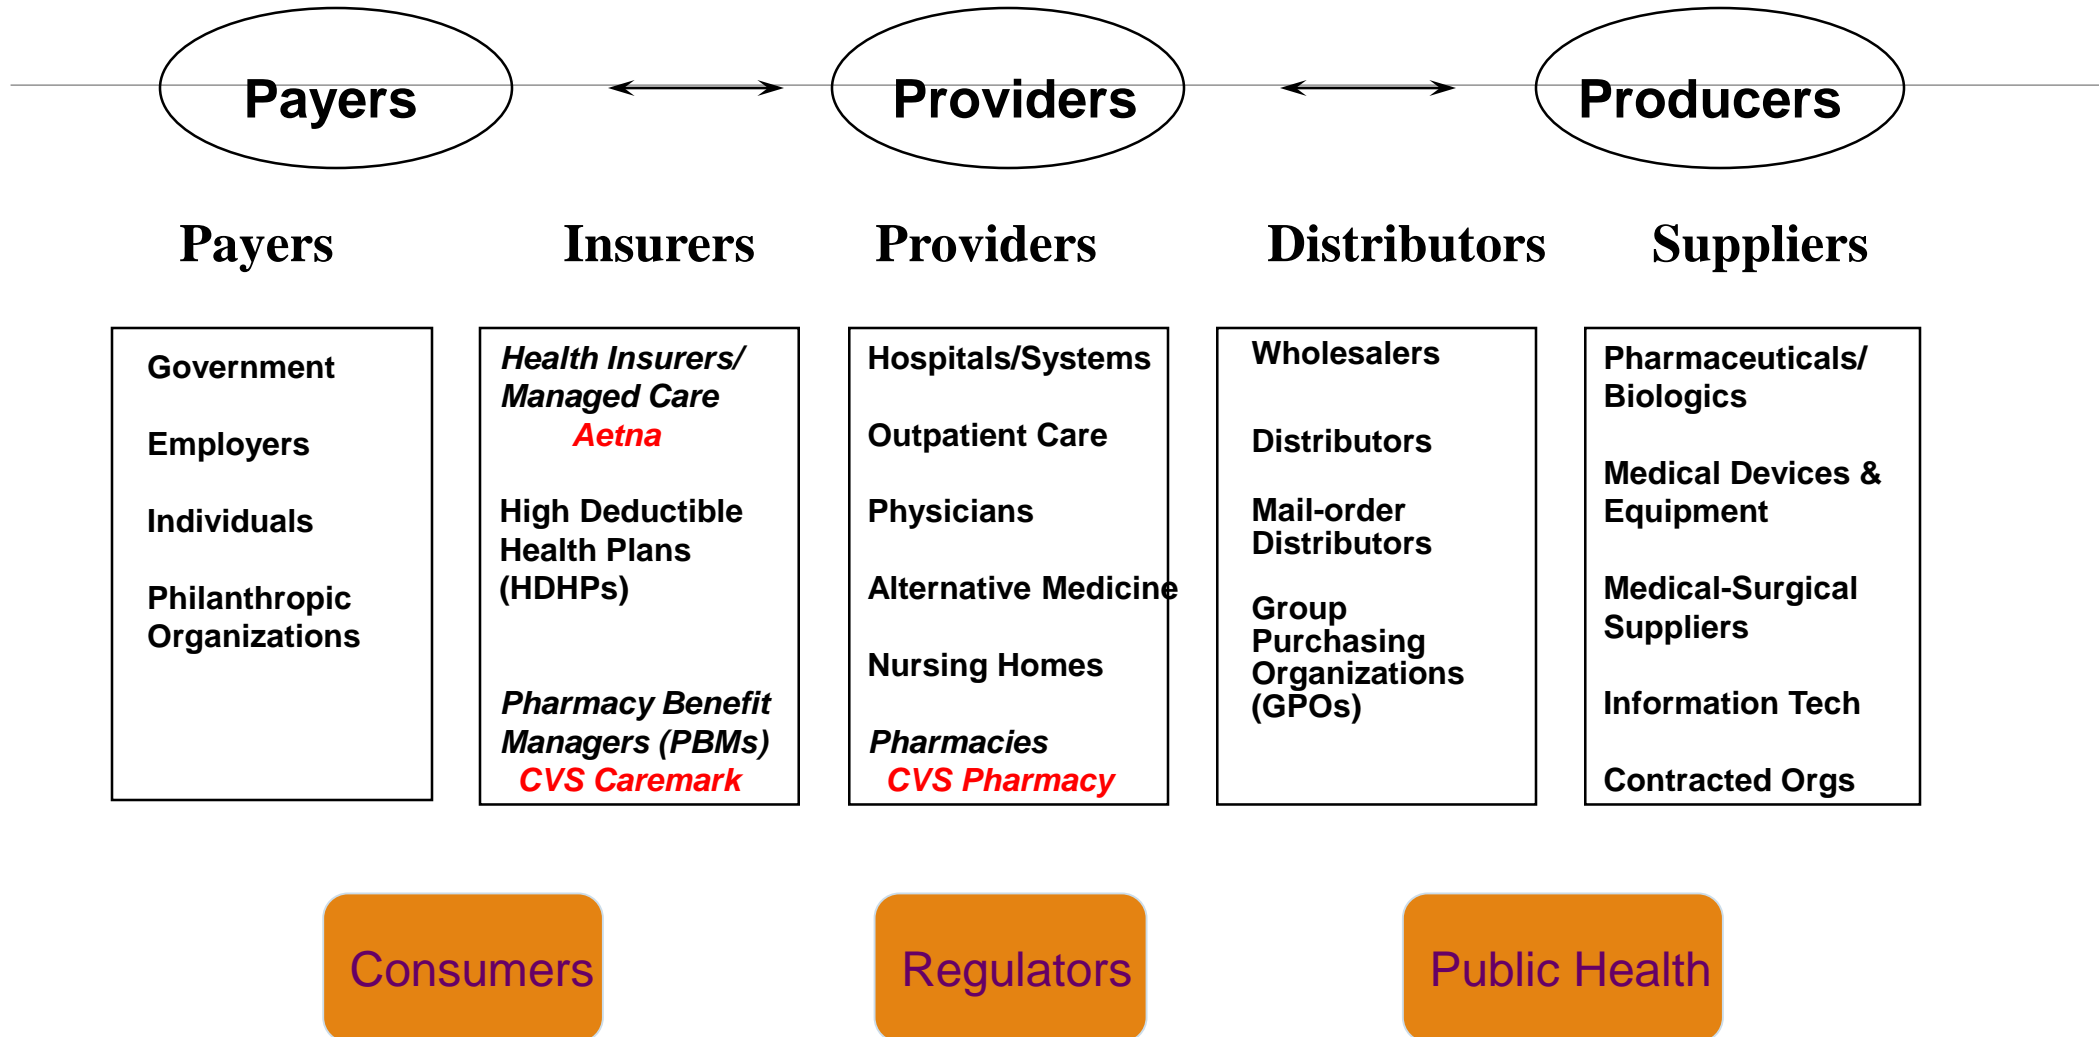 Payers
Providers
Producers
Payers
Insurers
Providers
Distributors
Suppliers
Government
Employers
Individuals
Philanthropic
Organizations
Health Insurers/
Managed Care
Aetna
High Deductible
Health Plans
(HDHPs)
Pharmacy Benefit
Managers (PBMs)
CVS Caremark
Hospitals/Systems
Outpatient Care
Physicians
Alternative Medicine
Nursing Homes
Pharmacies
CVS Pharmacy
Wholesalers
Distributors
Mail-order
Distributors
Group
Purchasing
Organizations
(GPOs)
Pharmaceuticals/
Biologics
Medical Devices &
Equipment
Medical-Surgical
Suppliers
Information Tech
Contracted Orgs
Consumers
Regulators
Public Health